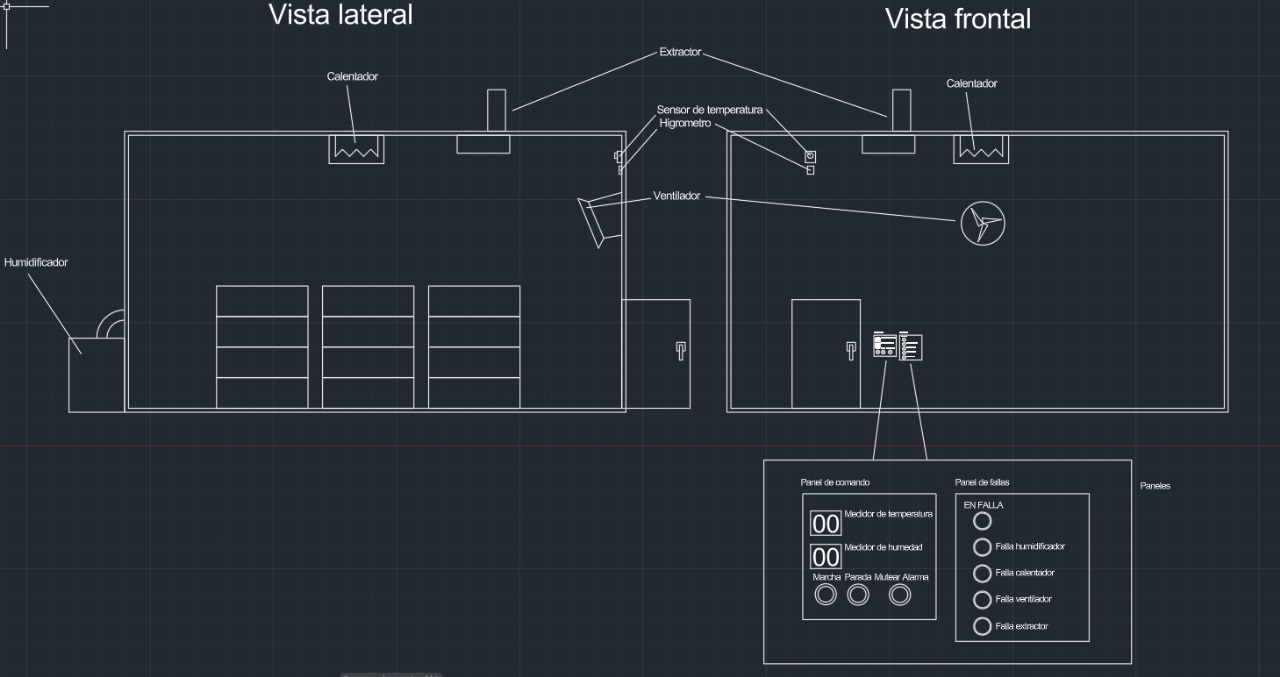 Vista lateral
Vista frontal
Extractor
Calentador
Calentador
Sensor de temperatura
Higrometro
Ventilador
Humidificador
Panel de comando
Panel de fallas
Paneles
EN FALLA
00
Medidor de temperatura
00
Medidor de humedad
Falla humidificador
Marcha
Parada
Mutear Alarma
Falla calentador
Falla ventilador
Falla extractor